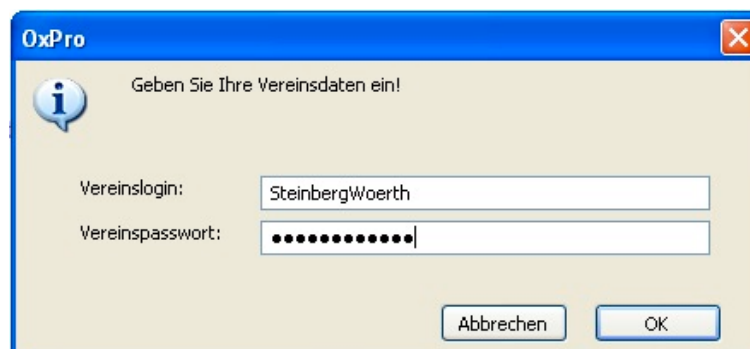 OxPro
Geben Sie Ihre Vereinsdaten ein!
Vereinslogin: SteinbergWoerth
Vereinspasswort: ●●●●●●●●●●●●
Abbrechen OK